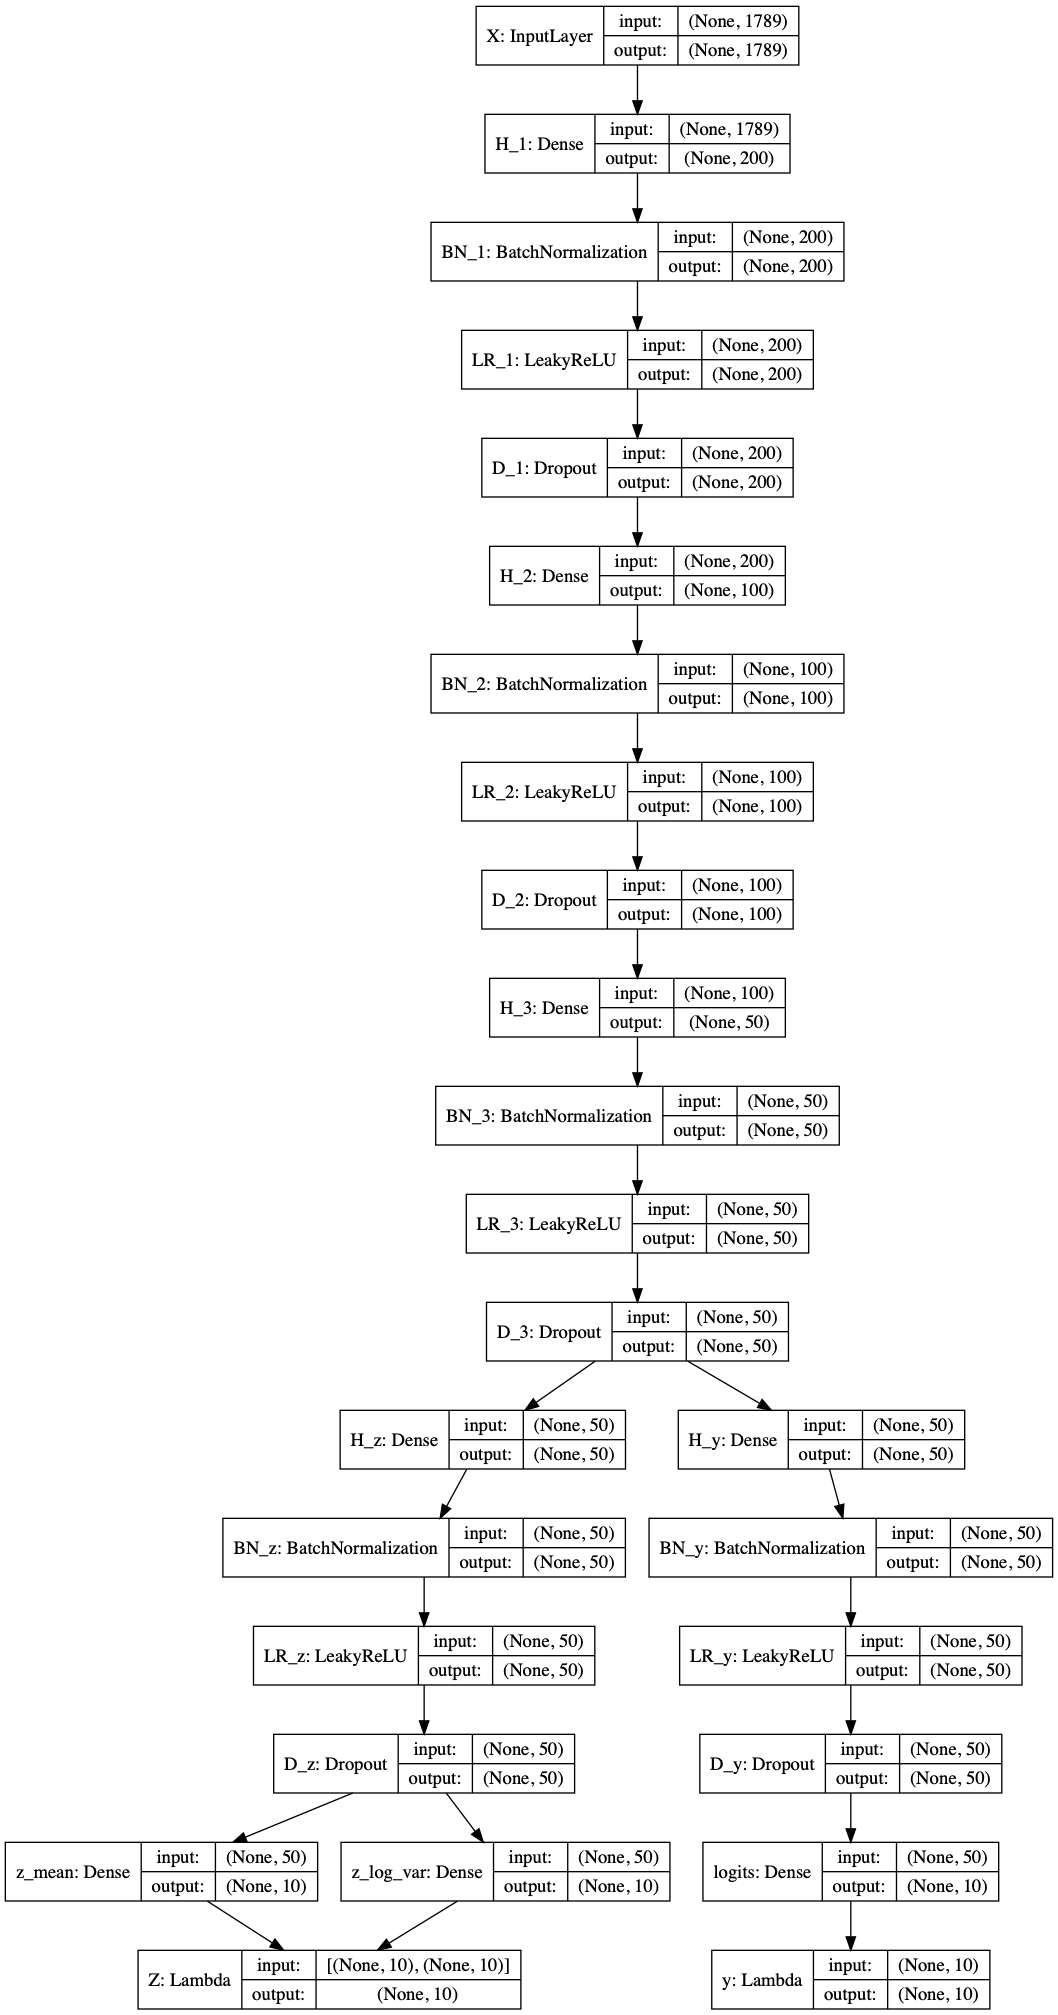 X: InputLayer
input: (None, 1789)
output: (None, 1789)
H_1: Dense
input: (None, 1789)
output: (None, 200)
BN_1: BatchNormalization
input: (None, 200)
output: (None, 200)
LR_1: LeakyReLU
input: (None, 200)
output: (None, 200)
D_1: Dropout
input: (None, 200)
output: (None, 200)
H_2: Dense
input: (None, 200)
output: (None, 100)
BN_2: BatchNormalization
input: (None, 100)
output: (None, 100)
LR_2: LeakyReLU
input: (None, 100)
output: (None, 100)
D_2: Dropout
input: (None, 100)
output: (None, 100)
H_3: Dense
input: (None, 100)
output: (None, 50)
BN_3: BatchNormalization
input: (None, 50)
output: (None, 50)
LR_3: LeakyReLU
input: (None, 50)
output: (None, 50)
D_3: Dropout
input: (None, 50)
output: (None, 50)
H_z: Dense
input: (None, 50)
output: (None, 50)
H_y: Dense
input: (None, 50)
output: (None, 50)
BN_z: BatchNormalization
input: (None, 50)
output: (None, 50)
BN_y: BatchNormalization
input: (None, 50)
output: (None, 50)
LR_z: LeakyReLU
input: (None, 50)
output: (None, 50)
LR_y: LeakyReLU
input: (None, 50)
output: (None, 50)
D_z: Dropout
input: (None, 50)
output: (None, 50)
D_y: Dropout
input: (None, 50)
output: (None, 50)
z_mean: Dense
input: (None, 50)
output: (None, 10)
z_log_var: Dense
input: (None, 50)
output: (None, 10)
logits: Dense
input: (None, 50)
output: (None, 10)
Z: Lambda
input: [(None, 10), (None, 10)]
output: (None, 10)
y: Lambda
input: (None, 10)
output: (None, 10)